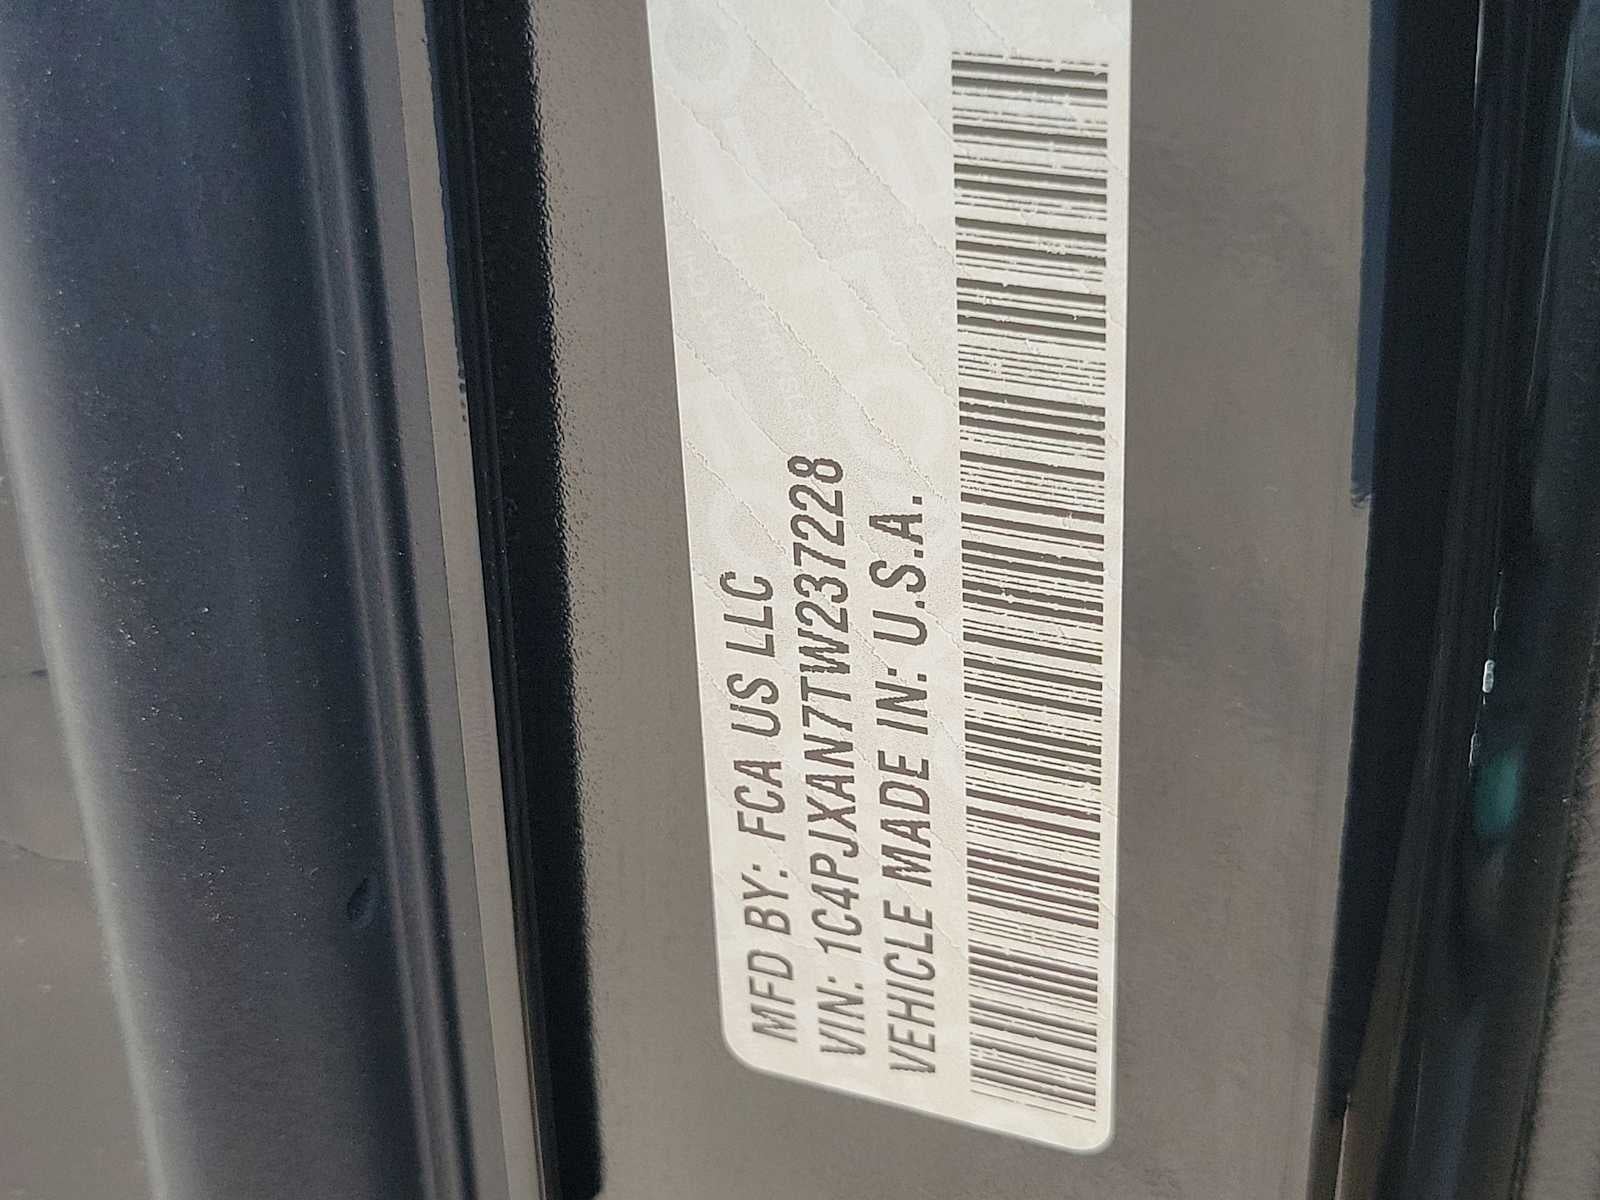 MFD BY: FCA US LLC
VIN: 1C4PJXAN7TW237228
VEHICLE MADE IN: U.S.A.